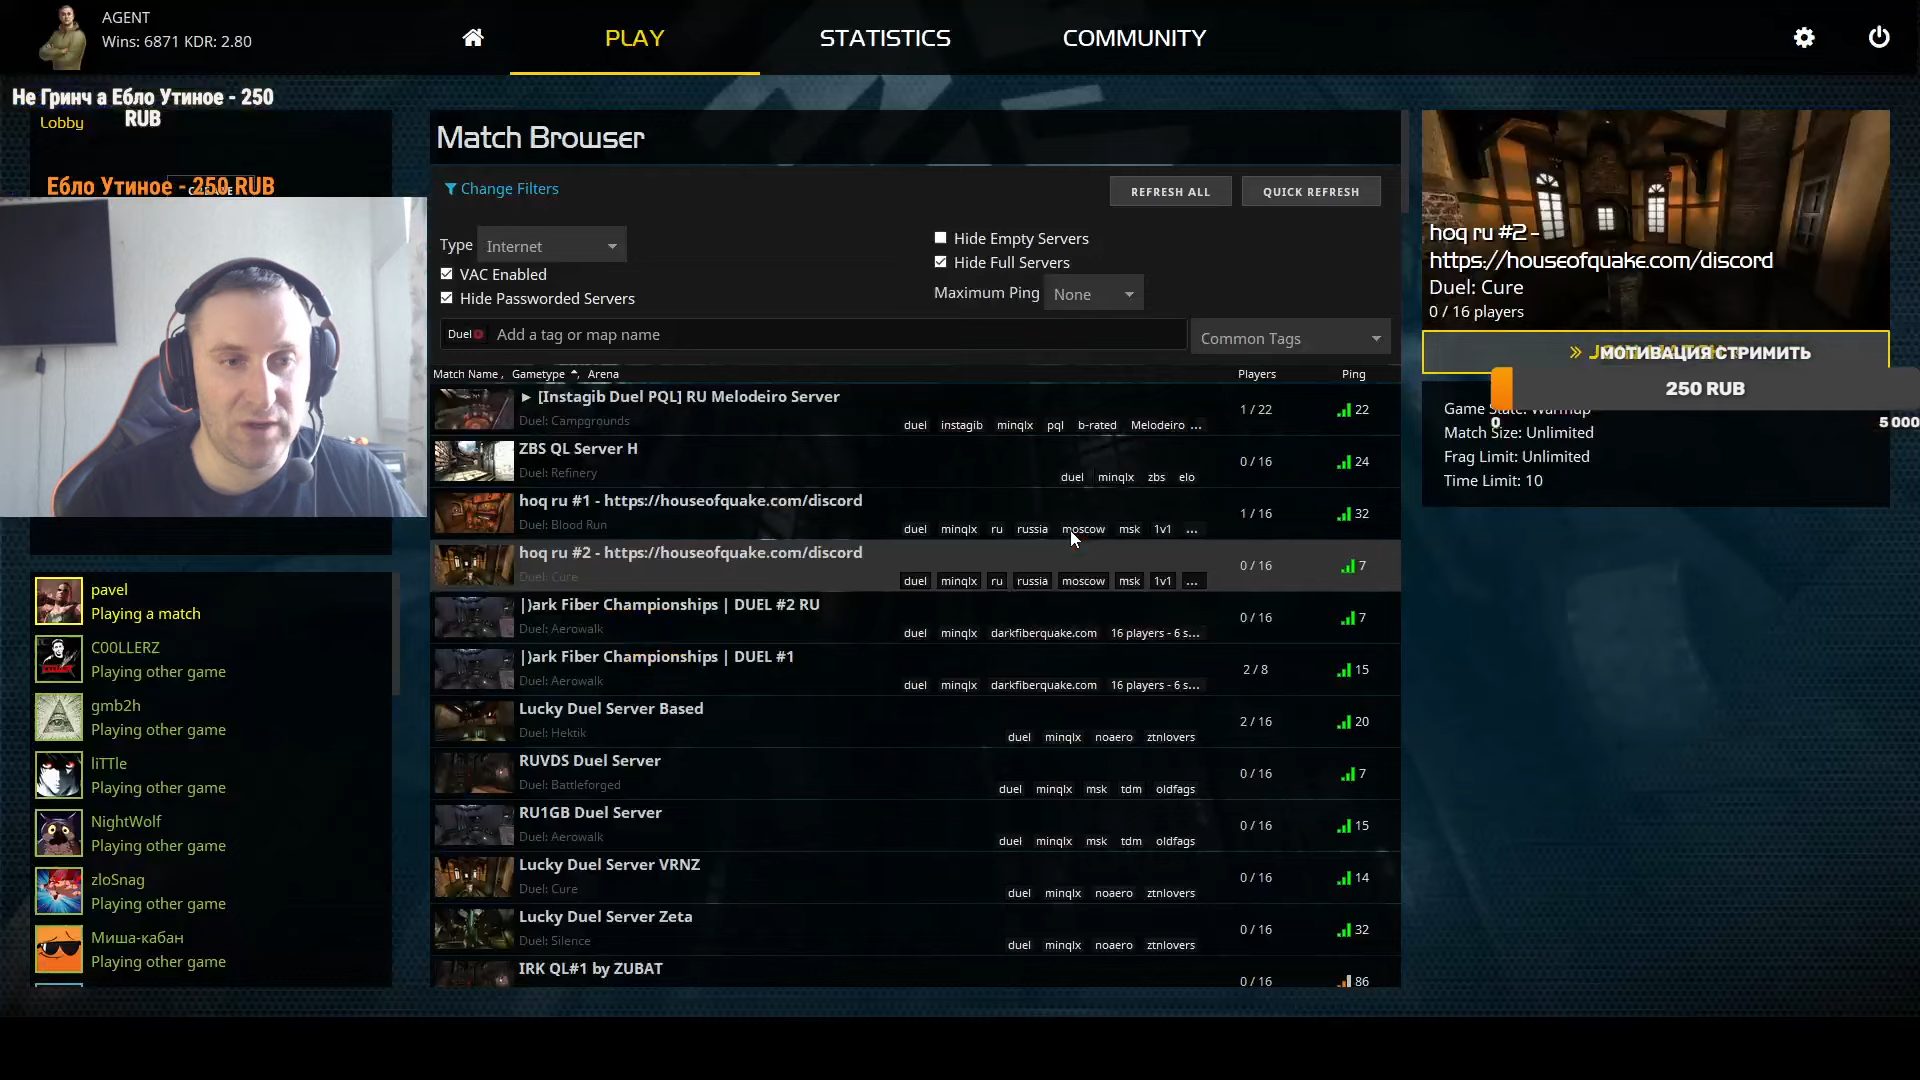 AGENT
Wins: 6871 KDR: 2.80
PLAY
STATISTICS
COMMUNITY
Не Гринч а Ебло Утиное - 250
RUB
Lobby
Ебло Утиное - 250 RUB
pavel
Playing a match
C00LLERZ
Playing other game
gmb2h
Playing other game
liTTle
Playing other game
NightWolf
Playing other game
zloSnag
Playing other game
Миша-кабан
Playing other game
Match Browser
Change Filters
REFRESH ALL
QUICK REFRESH
Type Internet
VAC Enabled
Hide Passworded Servers
Hide Empty Servers
Hide Full Servers
Maximum Ping None
Duel Add a tag or map name
Common Tags
Match Name, Gametype, Arena Players Ping
► [Instagib Duel PQL] RU Melodeiro Server
Duel: Campgrounds
duel instagib minqlx pql b-rated Melodeiro ...
1 / 22 22
ZBS QL Server H
Duel: Refinery
duel minqlx zbs elo
0 / 16 24
hoq ru #1 - https://houseofquake.com/discord
Duel: Blood Run
duel minqlx ru russia moscow msk 1v1 ...
1 / 16 32
hoq ru #2 - https://houseofquake.com/discord
Duel: Cure
duel minqlx ru russia moscow msk 1v1 ...
0 / 16 7
|)ark Fiber Championships | DUEL #2 RU
Duel: Aerowalk
duel minqlx darkfiberquake.com 16 players - 6 s...
0 / 16 7
|)ark Fiber Championships | DUEL #1
Duel: Aerowalk
duel minqlx darkfiberquake.com 16 players - 6 s...
2 / 8 15
Lucky Duel Server Based
Duel: Hektik
duel minqlx noaero ztnlovers
2 / 16 20
RUVDS Duel Server
Duel: Battleforged
duel minqlx msk tdm oldfags
0 / 16 7
RU1GB Duel Server
Duel: Aerowalk
duel minqlx msk tdm oldfags
0 / 16 15
Lucky Duel Server VRNZ
Duel: Cure
duel minqlx noaero ztnlovers
0 / 16 14
Lucky Duel Server Zeta
Duel: Silence
duel minqlx noaero ztnlovers
0 / 16 32
IRK QL#1 by ZUBAT
0 / 16 86
hoq ru #2 -
https://houseofquake.com/discord
Duel: Cure
0 / 16 players
МОТИВАЦИЯ СТРИМИТЬ
250 RUB
0 5 000
Game State: Warmup
Match Size: Unlimited
Frag Limit: Unlimited
Time Limit: 10